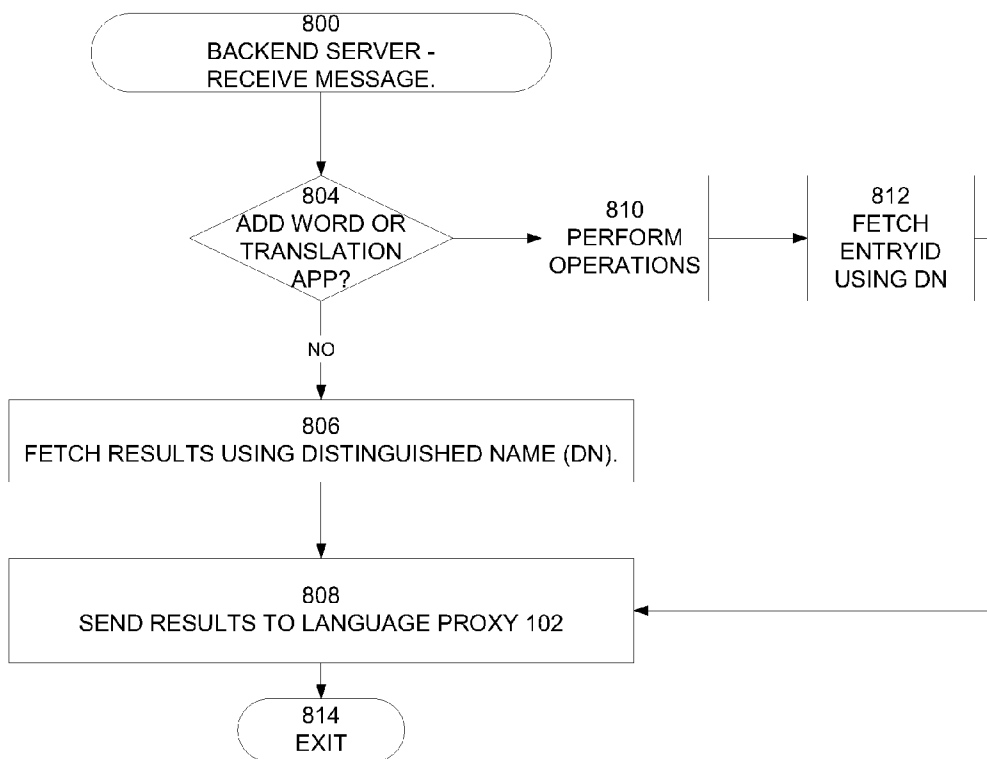 800
BACKEND SERVER -
RECEIVE MESSAGE.
804
ADD WORD OR
TRANSLATION
APP?
810
PERFORM
OPERATIONS
812
FETCH
ENTRYID
USING DN
NO
806
FETCH RESULTS USING DISTINGUISHED NAME (DN).
808
SEND RESULTS TO LANGUAGE PROXY 102
814
EXIT